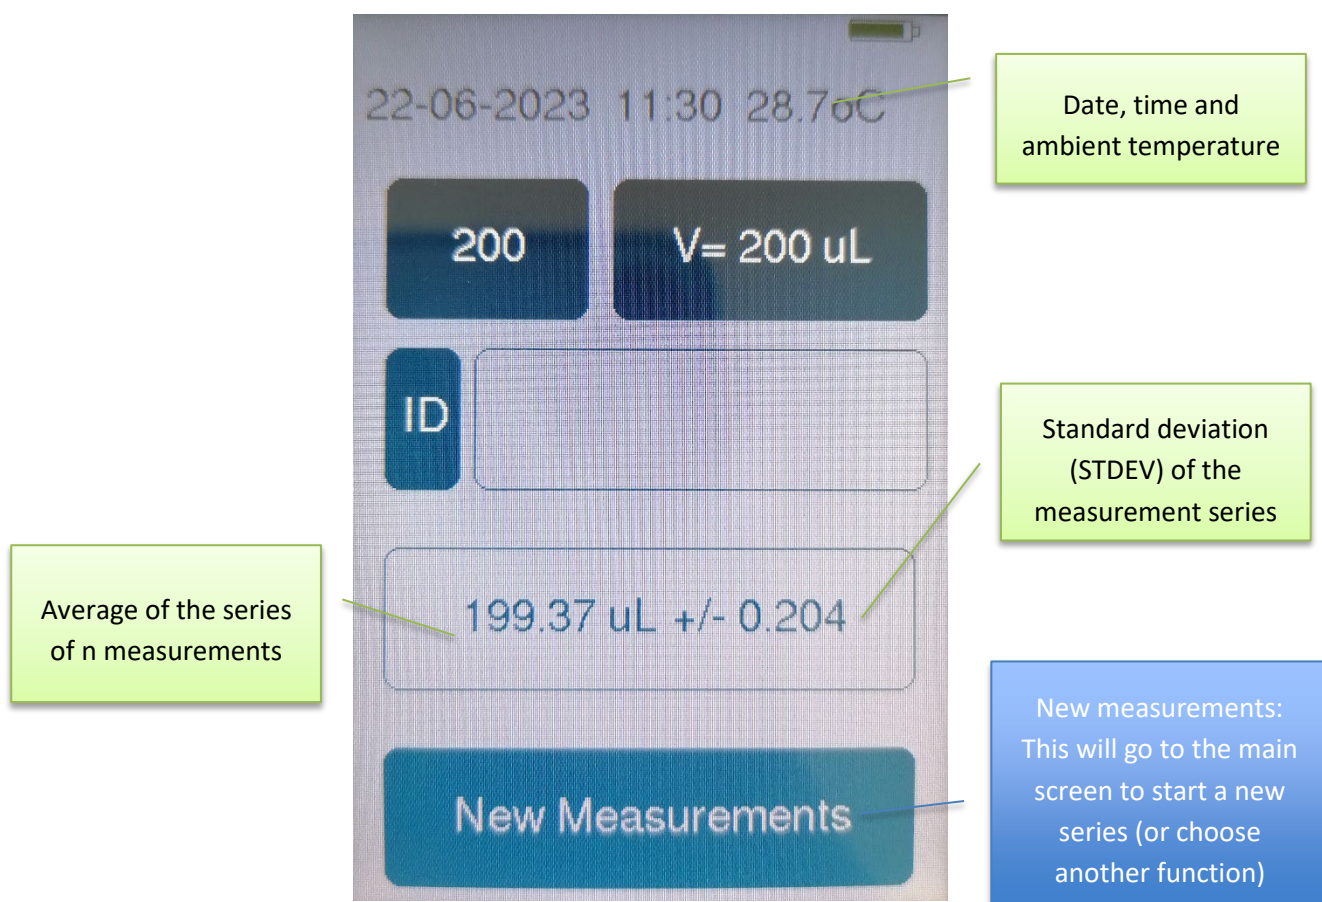 22-06-2023 11:30 28.7oC
Date, time and
ambient temperature
200
V= 200 uL
ID
Standard deviation
(STDEV) of the
measurement series
Average of the series
of n measurements
199.37 uL +/- 0.204
New measurements:
This will go to the main
screen to start a new
series (or choose
another function)
New Measurements